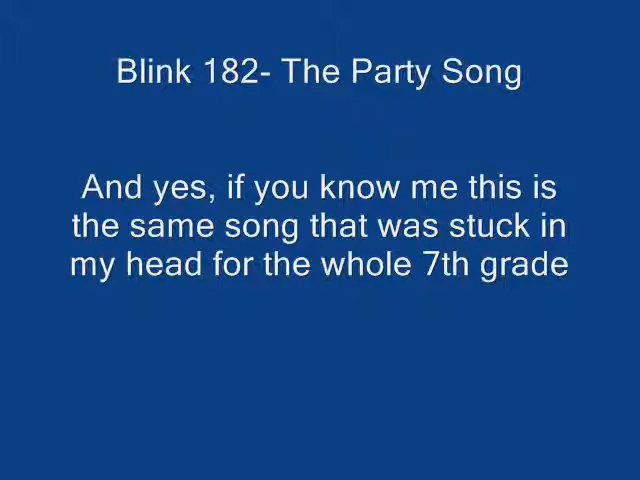 Blink 182- The Party Song
And yes, if you know me this is
the same song that was stuck in
my head for the whole 7th grade